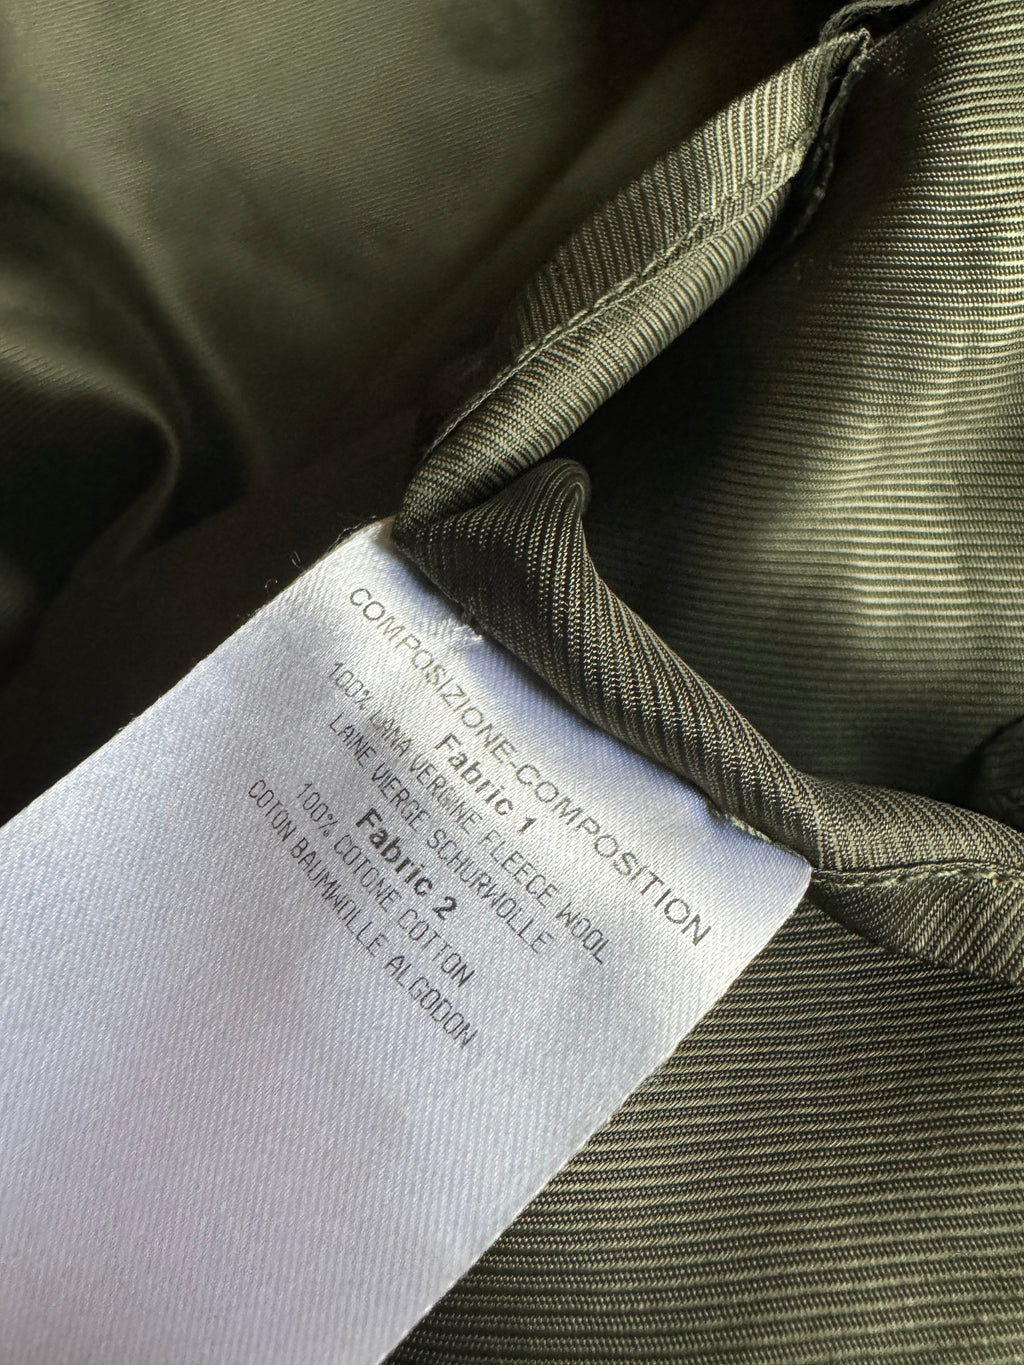 COMPOSIZIONE-COMPOSITION
Fabric 1
100% LANA VERGINE FLEECE WOOL
LAINE VIERGE SCHURWOLLE
Fabric 2
100% COTONE COTTON
COTON BAUMWOLLE ALGODON